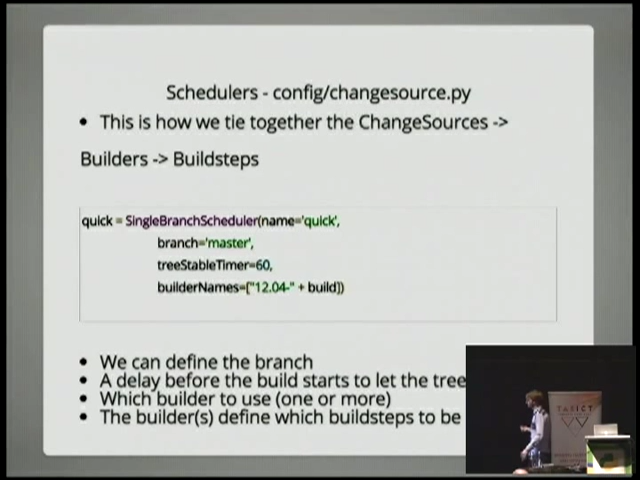 Schedulers - config/changesource.py
• This is how we tie together the ChangeSources ->
Builders -> Buildsteps
quick = SingleBranchScheduler(name='quick',
branch='master',
treeStableTimer=60,
builderNames=["12.04-" + build])
• We can define the branch
• A delay before the build starts to let the tree
• Which builder to use (one or more)
• The builder(s) define which buildsteps to be
TASICT